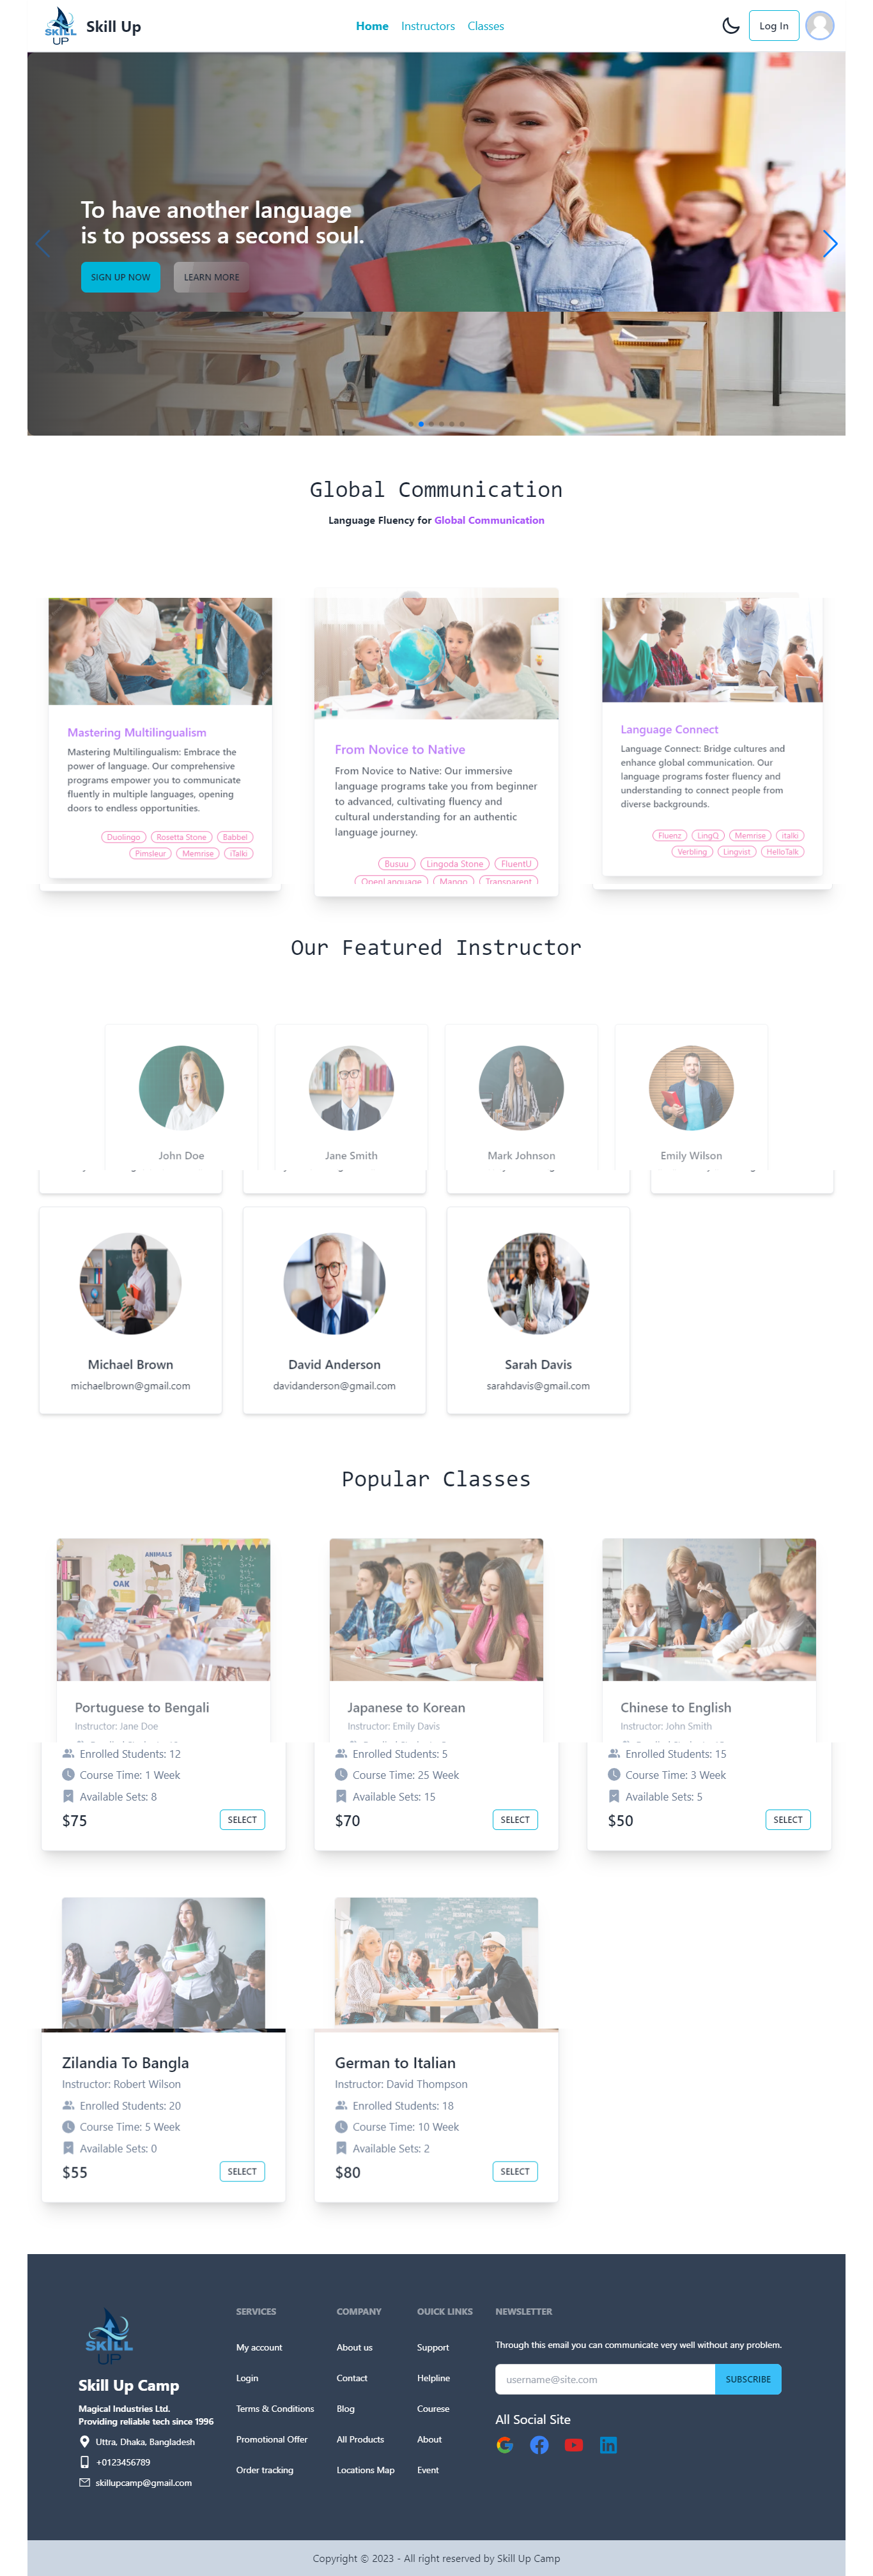 SKILL
UP
Skill Up
Home
Instructors
Classes
Log In
To have another language
is to possess a second soul.
SIGN UP NOW
LEARN MORE
Global Communication
Language Fluency for Global Communication
Mastering Multilingualism
Mastering Multilingualism: Embrace the
power of language. Our comprehensive
programs empower you to communicate
fluently in multiple languages, opening
doors to endless opportunities.
Duolingo
Rosetta Stone
Babbel
Pimsleur
Memrise
iTalki
From Novice to Native
From Novice to Native: Our immersive
language programs take you from beginner
to advanced, cultivating fluency and
cultural understanding for an authentic
language journey.
Busuu
Lingoda Stone
FluentU
OpenLanguage
Mango
Transparent
Language Connect
Language Connect: Bridge cultures and
enhance global communication. Our
language programs foster fluency and
understanding to connect people from
diverse backgrounds.
Fluenz
LingQ
Memrise
italki
Verbling
Lingvist
HelloTalk
Our Featured Instructor
John Doe
Jane Smith
Mark Johnson
Emily Wilson
Michael Brown
michaelbrown@gmail.com
David Anderson
davidanderson@gmail.com
Sarah Davis
sarahdavis@gmail.com
Popular Classes
ANIMALS
OAK
Portuguese to Bengali
Instructor: Jane Doe
Enrolled Students: 12
Course Time: 1 Week
Available Sets: 8
$75
SELECT
Japanese to Korean
Instructor: Emily Davis
Enrolled Students: 5
Course Time: 25 Week
Available Sets: 15
$70
SELECT
Chinese to English
Instructor: John Smith
Enrolled Students: 15
Course Time: 3 Week
Available Sets: 5
$50
SELECT
Zilandia To Bangla
Instructor: Robert Wilson
Enrolled Students: 20
Course Time: 5 Week
Available Sets: 0
$55
SELECT
German to Italian
Instructor: David Thompson
Enrolled Students: 18
Course Time: 10 Week
Available Sets: 2
$80
SELECT
SKILL
UP
Skill Up Camp
Magical Industries Ltd.
Providing reliable tech since 1996
Uttra, Dhaka, Bangladesh
+0123456789
skillupcamp@gmail.com
SERVICES
My account
Login
Terms & Conditions
Promotional Offer
Order tracking
COMPANY
About us
Contact
Blog
All Products
Locations Map
OUICK LINKS
Support
Helpline
Courese
About
Event
NEWSLETTER
Through this email you can communicate very well without any problem.
username@site.com
SUBSCRIBE
All Social Site
Copyright © 2023 - All right reserved by Skill Up Camp